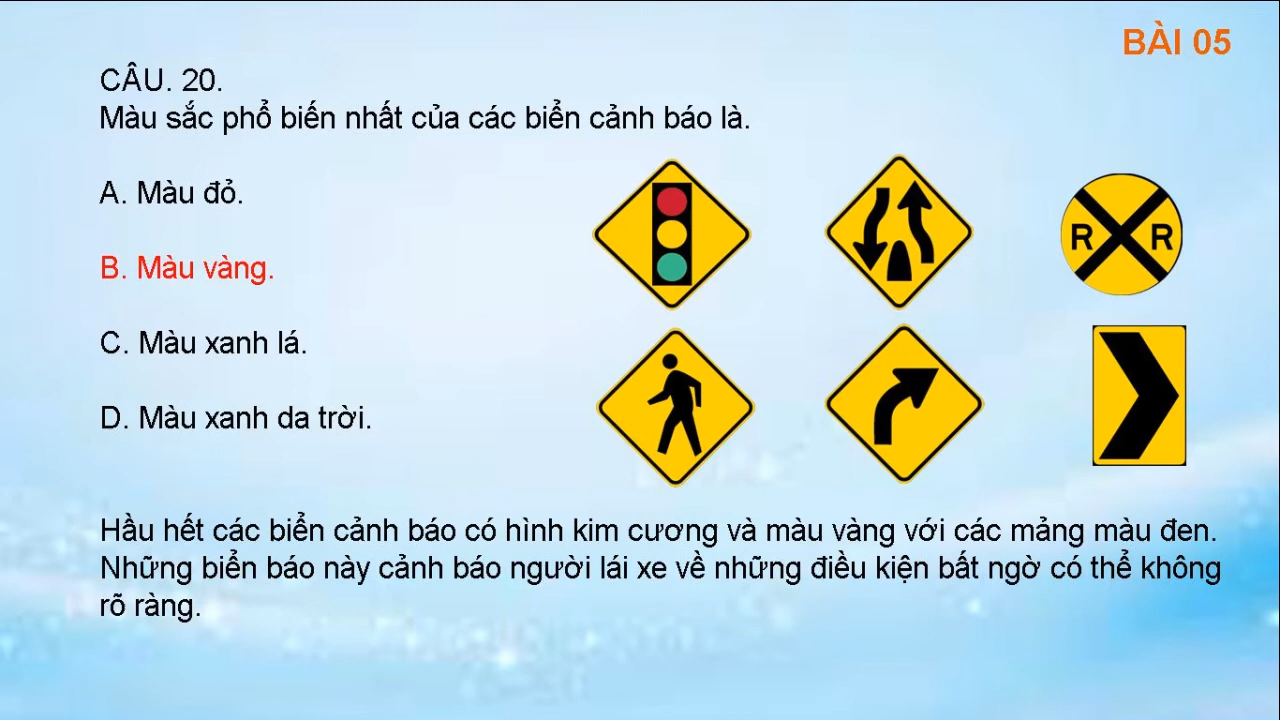 BÀI 05
CÂU. 20.
Màu sắc phổ biến nhất của các biển cảnh báo là.
A. Màu đỏ.
B. Màu vàng.
C. Màu xanh lá.
D. Màu xanh da trời.
R R
Hầu hết các biển cảnh báo có hình kim cương và màu vàng với các mảng màu đen.
Những biển báo này cảnh báo người lái xe về những điều kiện bất ngờ có thể không
rõ ràng.